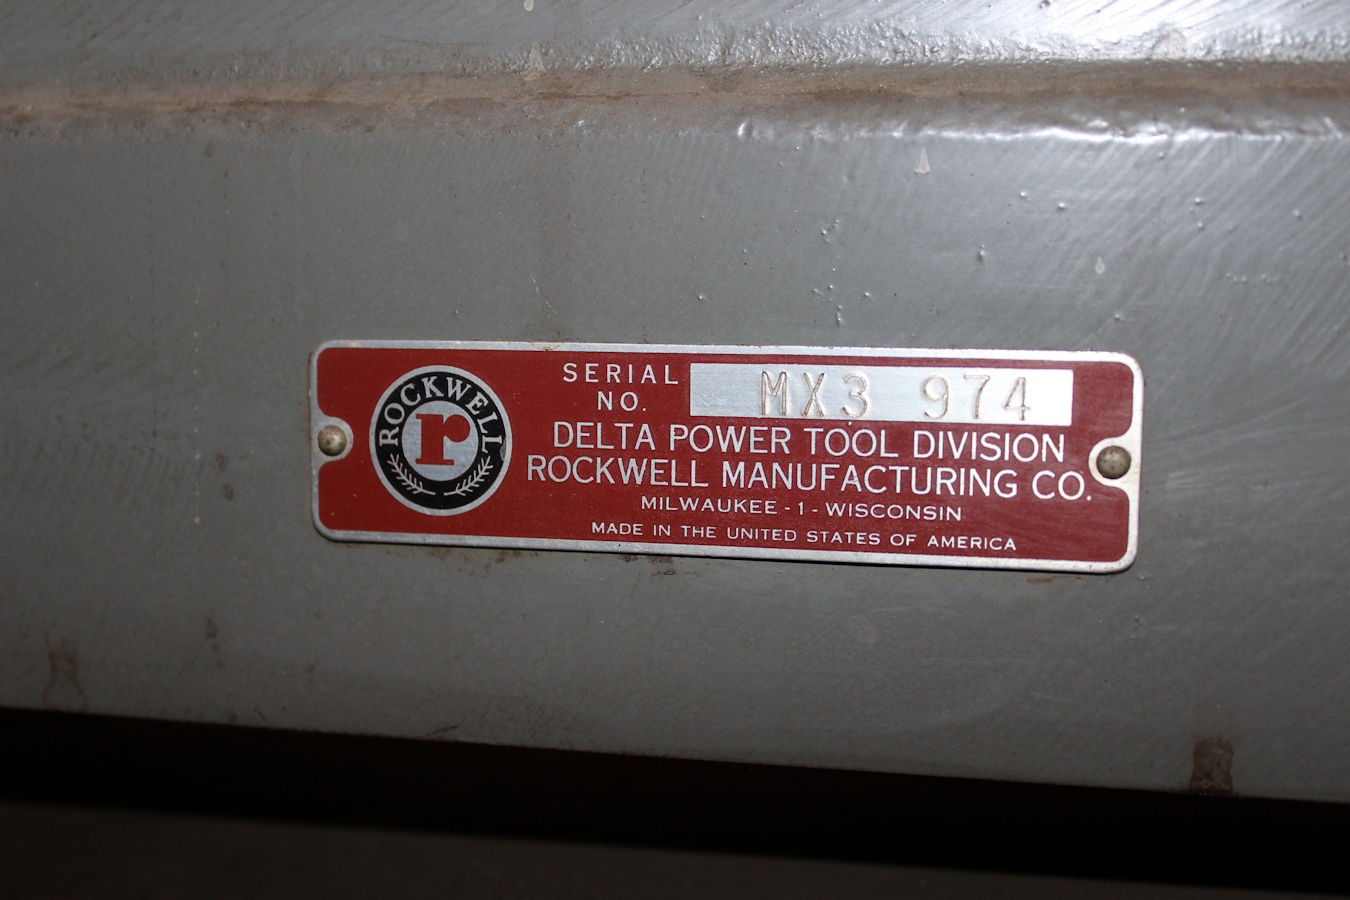 ROCKWELL
r
SERIAL NO. MX3 974
DELTA POWER TOOL DIVISION
ROCKWELL MANUFACTURING CO.
MILWAUKEE - 1 - WISCONSIN
MADE IN THE UNITED STATES OF AMERICA